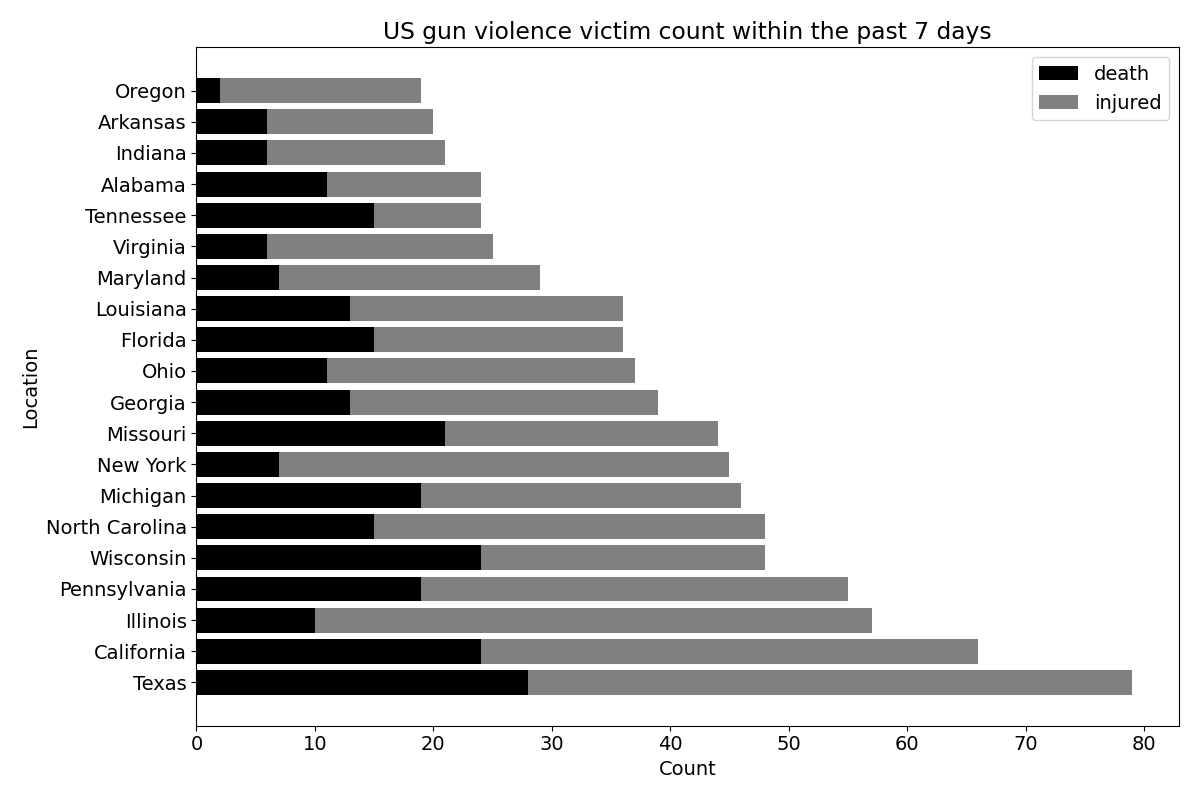 US gun violence victim count within the past 7 days
death
injured
Oregon
Arkansas
Indiana
Alabama
Tennessee
Virginia
Maryland
Louisiana
Florida
Ohio
Georgia
Missouri
New York
Michigan
North Carolina
Wisconsin
Pennsylvania
Illinois
California
Texas
Location
0 10 20 30 40 50 60 70 80
Count